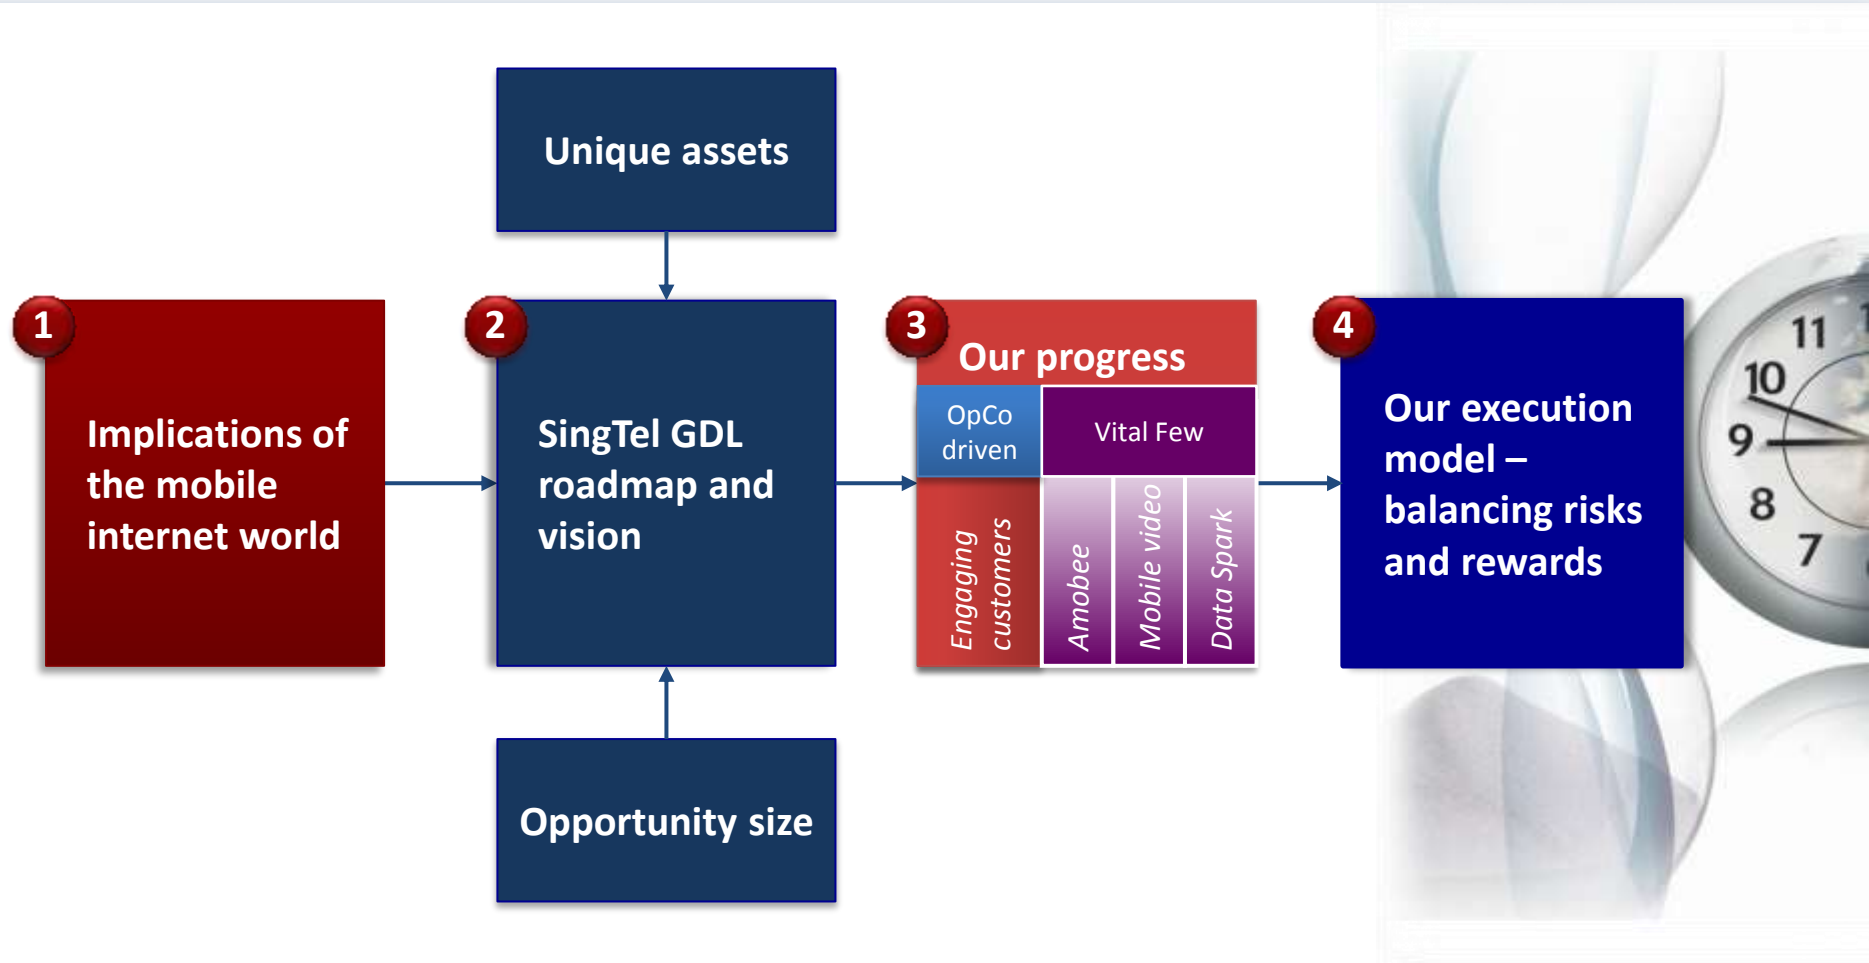 Unique assets
1
Implications of
the mobile
internet world
2
SingTel GDL
roadmap and
vision
Opportunity size
3
Our progress
OpCo
driven
Vital Few
Engaging
customers
Amobee
Mobile video
Data Spark
4
Our execution
model –
balancing risks
and rewards
11
10
9
8
7